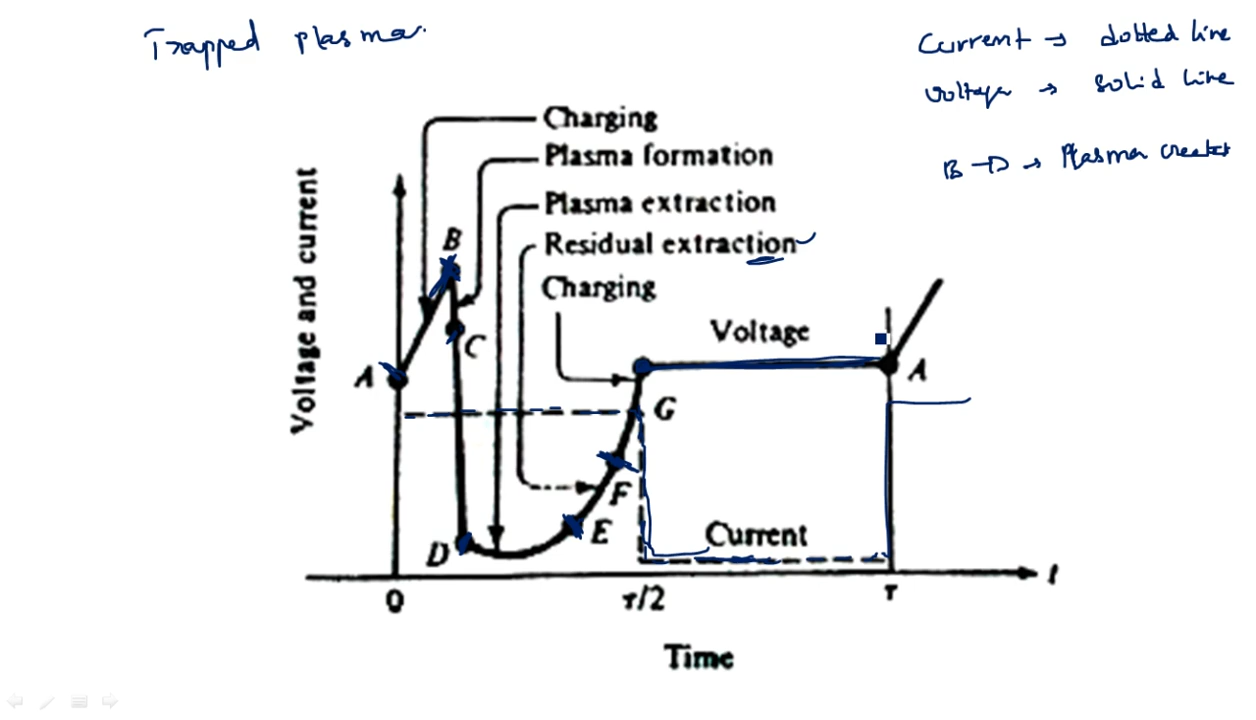 Trapped plasma.
Current → dotted line
Voltage → solid line
B → D → Plasma creates
Charging
Plasma formation
Plasma extraction
Residual extraction
Charging
Voltage and current
B
C
A
Voltage
A
G
F
E
D
Current
0
τ/2
τ
t
Time